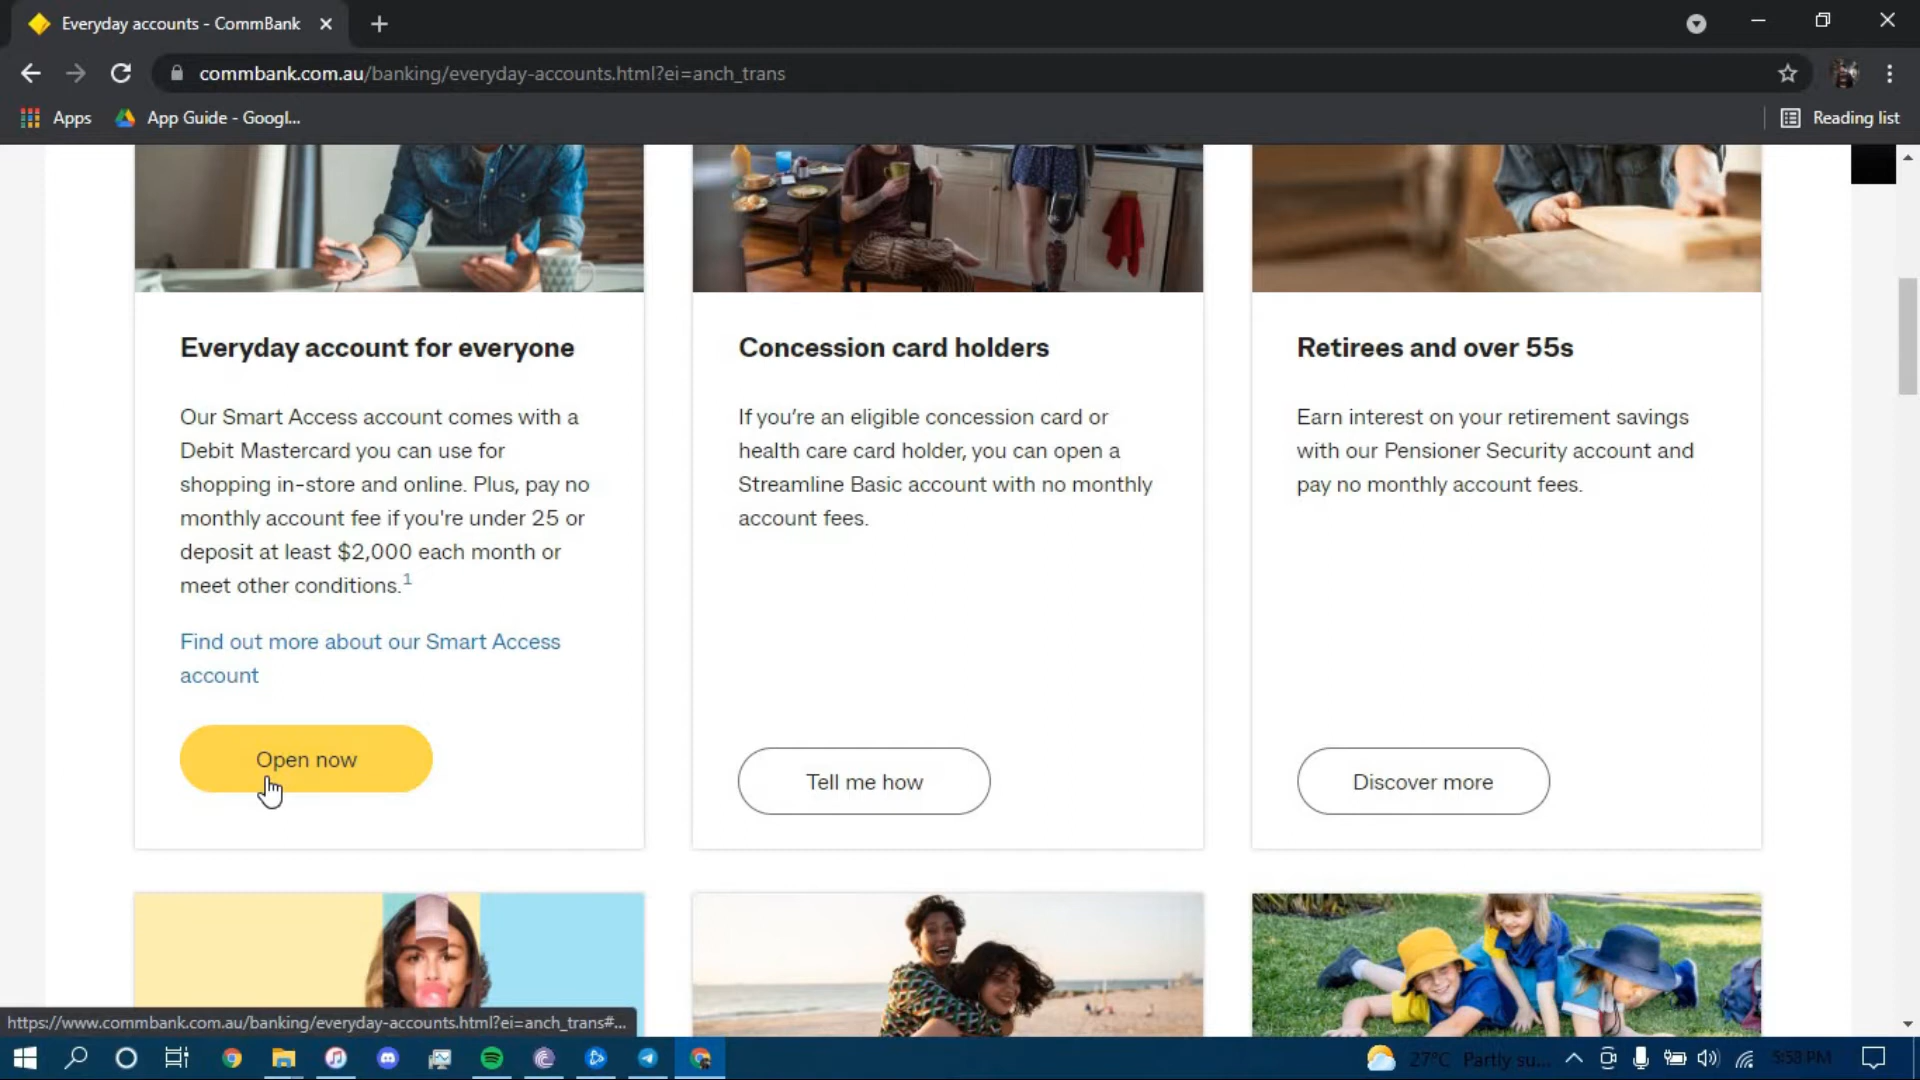 Everyday accounts - CommBank
commbank.com.au/banking/everyday-accounts.html?ei=anch_trans
Apps
App Guide - Googl...
Reading list
Everyday account for everyone
Our Smart Access account comes with a
Debit Mastercard you can use for
shopping in-store and online. Plus, pay no
monthly account fee if you're under 25 or
deposit at least $2,000 each month or
meet other conditions.1
Find out more about our Smart Access
account
Open now
Concession card holders
If you’re an eligible concession card or
health care card holder, you can open a
Streamline Basic account with no monthly
account fees.
Tell me how
Retirees and over 55s
Earn interest on your retirement savings
with our Pensioner Security account and
pay no monthly account fees.
Discover more
https://www.commbank.com.au/banking/everyday-accounts.html?ei=anch_trans#...
27°C Partly su...
5:58 PM